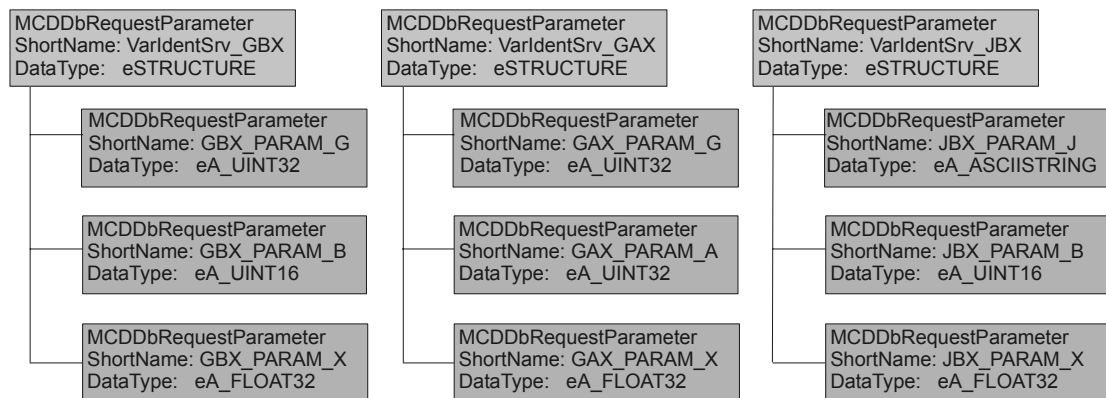 MCDDbRequestParameter
ShortName: VarIdentSrv_GBX
DataType: eSTRUCTURE
MCDDbRequestParameter
ShortName: GBX_PARAM_G
DataType: eA_UINT32
MCDDbRequestParameter
ShortName: GBX_PARAM_B
DataType: eA_UINT16
MCDDbRequestParameter
ShortName: GBX_PARAM_X
DataType: eA_FLOAT32
MCDDbRequestParameter
ShortName: VarIdentSrv_GAX
DataType: eSTRUCTURE
MCDDbRequestParameter
ShortName: GAX_PARAM_G
DataType: eA_UINT32
MCDDbRequestParameter
ShortName: GAX_PARAM_A
DataType: eA_UINT32
MCDDbRequestParameter
ShortName: GAX_PARAM_X
DataType: eA_FLOAT32
MCDDbRequestParameter
ShortName: VarIdentSrv_JBX
DataType: eSTRUCTURE
MCDDbRequestParameter
ShortName: JBX_PARAM_J
DataType: eA_ASCIISTRING
MCDDbRequestParameter
ShortName: JBX_PARAM_B
DataType: eA_UINT16
MCDDbRequestParameter
ShortName: JBX_PARAM_X
DataType: eA_FLOAT32